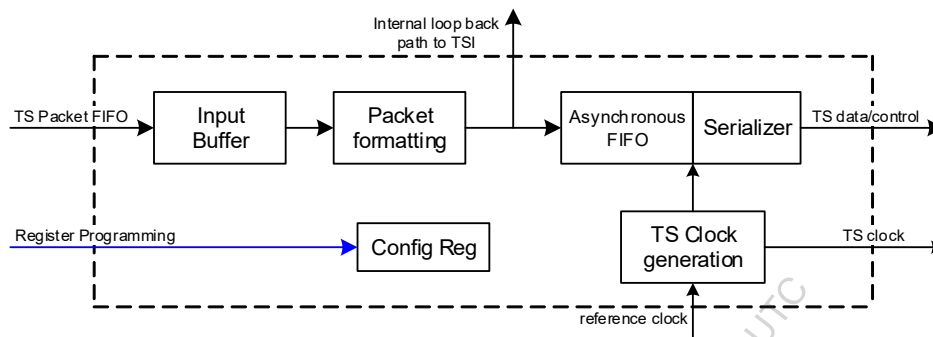 Internal loop back
path to TSI
TS Packet FIFO
Input
Buffer
Packet
formatting
Asynchronous
FIFO
Serializer
TS data/control
Register Programming
Config Reg
TS Clock
generation
TS clock
reference clock
UTC